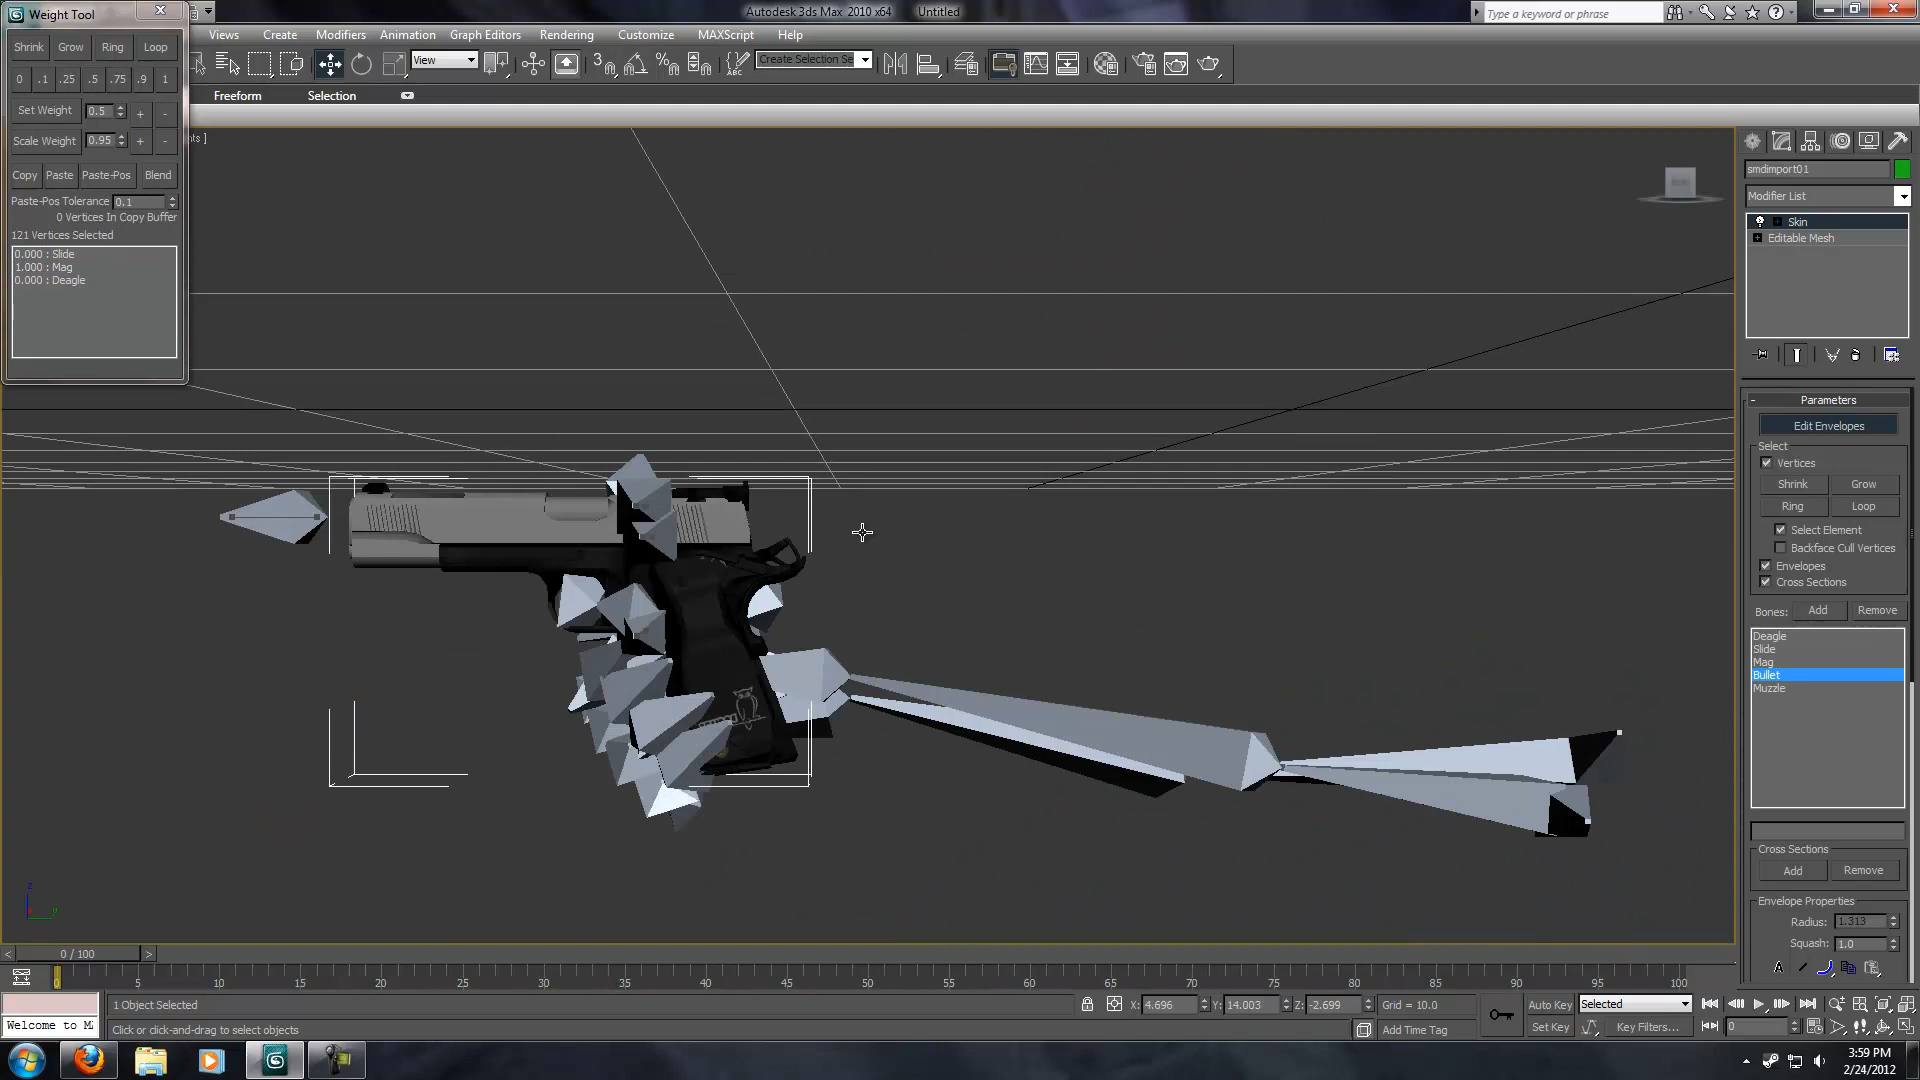 Weight Tool
Autodesk 3ds Max 2010 x64 Untitled
Type a keyword or phrase
Shrink Grow Ring Loop
Views Create Modifiers Animation Graph Editors Rendering Customize MAXScript Help
View
Create Selection Se
0 .1 .25 .5 .75 .9 1
Freeform Selection
Set Weight 0.5 + -
Scale Weight 0.95 + -
Copy Paste Paste-Pos Blend
Paste-Pos Tolerance 0.1
0 Vertices In Copy Buffer
121 Vertices Selected
0.000 : Slide
1.000 : Mag
0.000 : Deagle
nts ]
smdimport01
Modifier List
Skin
Editable Mesh
Parameters
Edit Envelopes
Select
Vertices
Shrink Grow
Ring Loop
Select Element
Backface Cull Vertices
Envelopes
Cross Sections
Bones: Add Remove
Deagle
Slide
Mag
Bullet
Muzzle
Cross Sections
Add Remove
Envelope Properties
Radius: 1.313
Squash: 1.0
z
y
0 / 100
0 5 10 15 20 25 30 35 40 45 50 55 60 65 70 75 80 85 90 95 100
1 Object Selected
X: 4.696 Y: 14.003 Z: -2.699 Grid = 10.0
Auto Key Selected
Welcome to M
Click or click-and-drag to select objects
Add Time Tag
Set Key Key Filters...
0
3:59 PM
2/24/2012